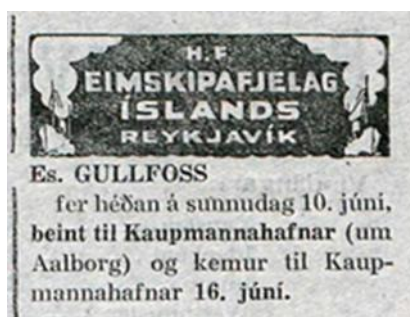 H.F.
EIMSKIPAFJELAG
ÍSLANDS
REYKJAVÍK
Es. GULLFOSS
fer héðan á sunnudag 10. júní,
beint til Kaupmannahafnar (um
Aalborg) og kemur til Kaup-
mannahafnar 16. júní.